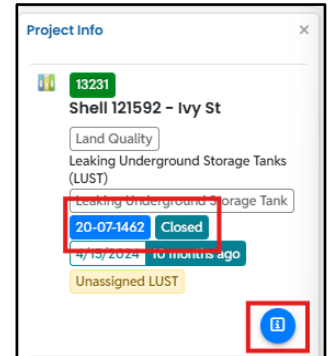 Project Info ×
13231
Shell 121592 - Ivy St
Land Quality
Leaking Underground Storage Tanks
(LUST)
Leaking Underground Storage Tank
20-07-1462 Closed
4/15/2024 10 months ago
Unassigned LUST